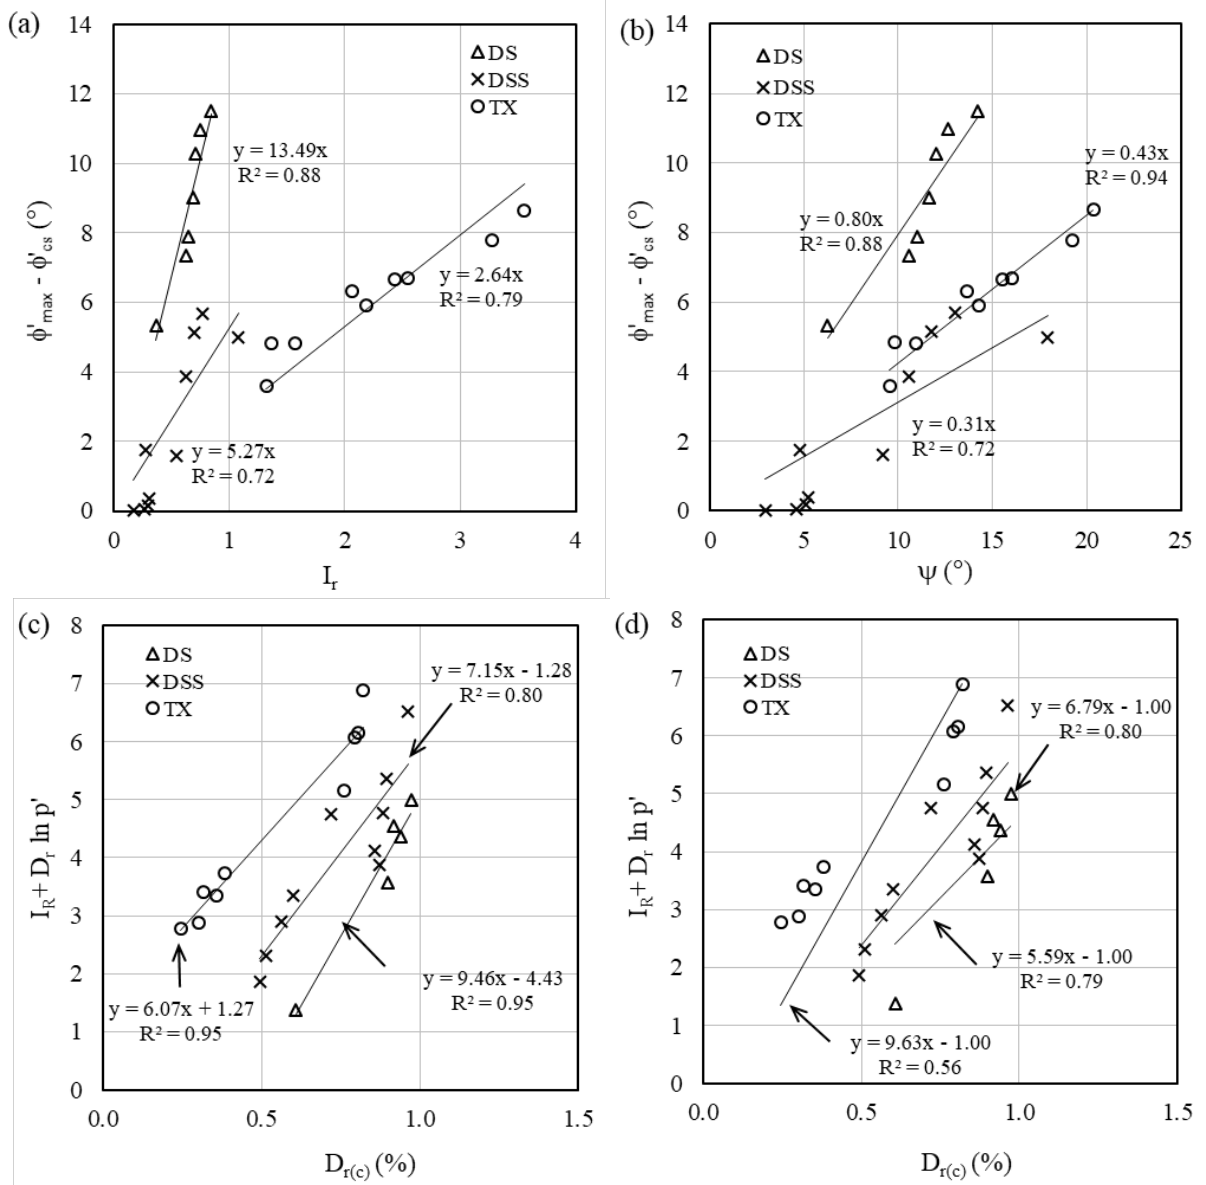 (a)
14
12
10
8
6
4
2
0
ϕ'max - ϕ'cs (°)
DS
DSS
TX
y = 13.49x
R² = 0.88
y = 2.64x
R² = 0.79
y = 5.27x
R² = 0.72
0 1 2 3 4
Ir
(b)
14
12
10
8
6
4
2
0
ϕ'max - ϕ'cs (°)
DS
DSS
TX
y = 0.43x
R² = 0.94
y = 0.80x
R² = 0.88
y = 0.31x
R² = 0.72
0 5 10 15 20 25
ψ (°)
(c)
8
7
6
5
4
3
2
1
0
IR + Dr ln p'
DS
DSS
TX
y = 7.15x - 1.28
R² = 0.80
y = 9.46x - 4.43
R² = 0.95
y = 6.07x + 1.27
R² = 0.95
0.0 0.5 1.0 1.5
Dr(c) (%)
(d)
8
7
6
5
4
3
2
1
0
IR + Dr ln p'
DS
DSS
TX
y = 6.79x - 1.00
R² = 0.80
y = 5.59x - 1.00
R² = 0.79
y = 9.63x - 1.00
R² = 0.56
0.0 0.5 1.0 1.5
Dr(c) (%)